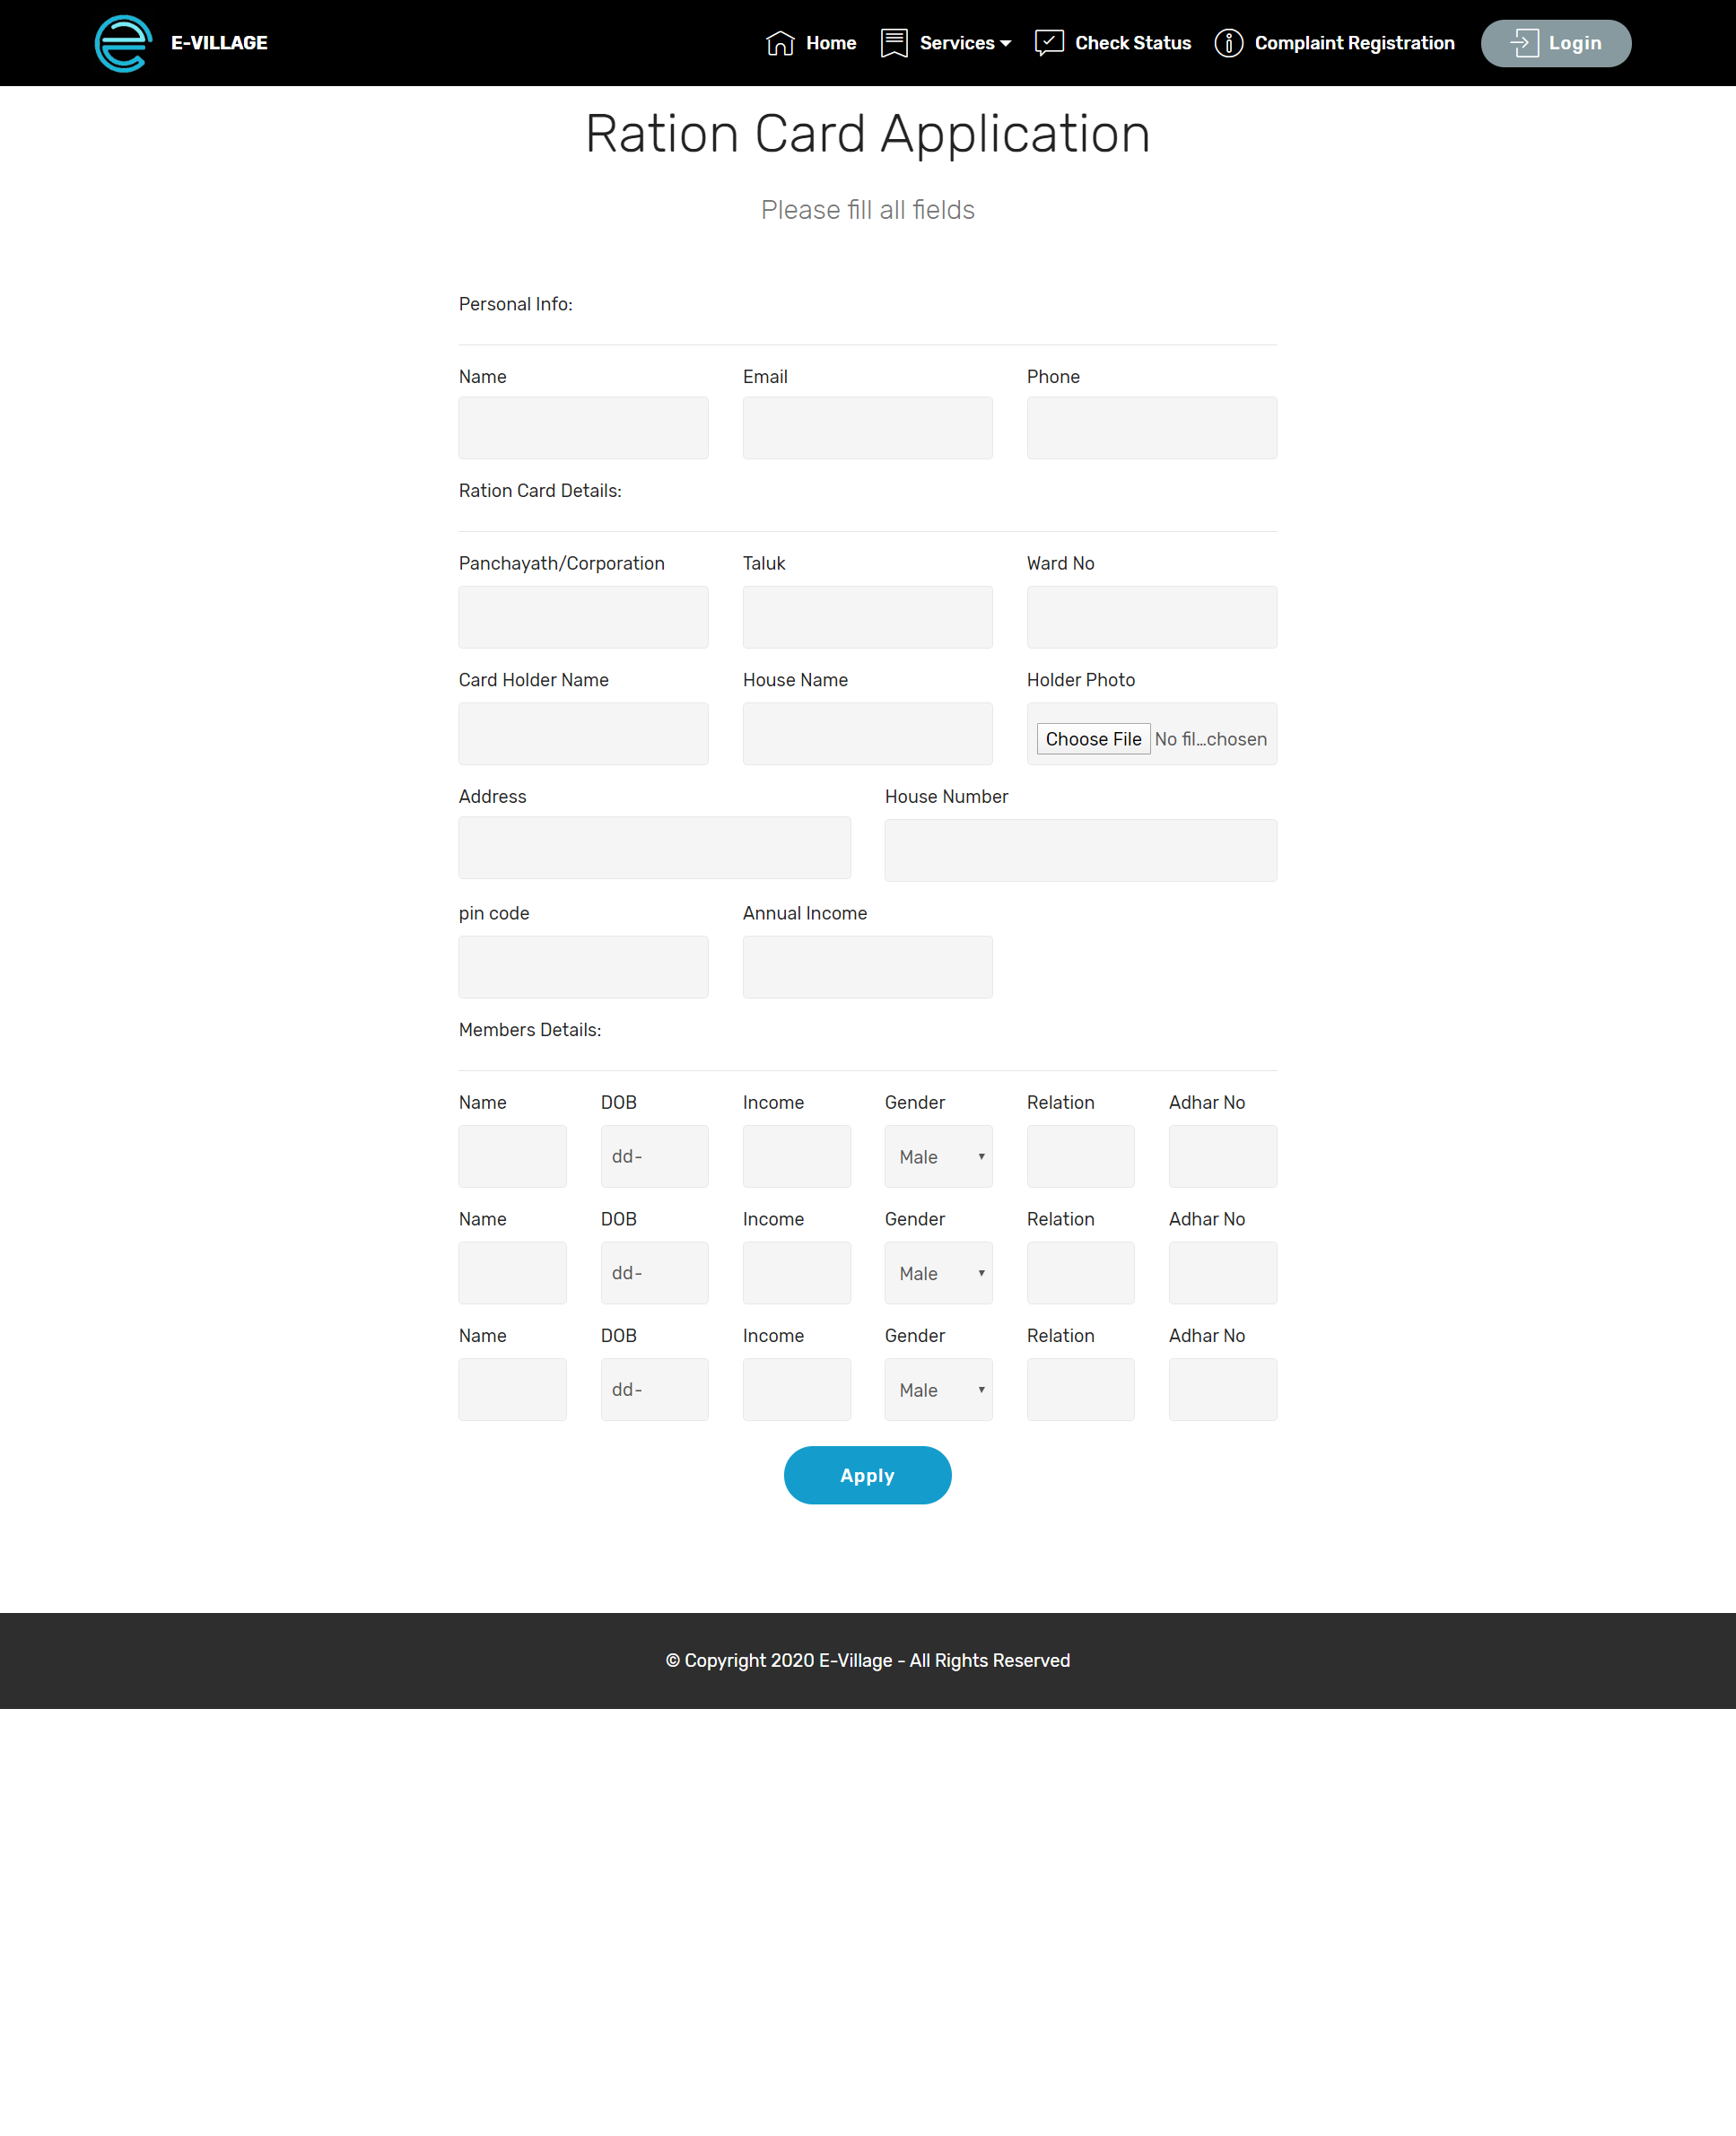 E-VILLAGE Home Services Check Status Complaint Registration Login
Ration Card Application
Please fill all fields
Personal Info:
Name Email Phone
Ration Card Details:
Panchayath/Corporation Taluk Ward No
Card Holder Name House Name Holder Photo
Choose File No fil...chosen
Address House Number
pin code Annual Income
Members Details:
Name DOB Income Gender Relation Adhar No
dd- Male
Name DOB Income Gender Relation Adhar No
dd- Male
Name DOB Income Gender Relation Adhar No
dd- Male
Apply
© Copyright 2020 E-Village - All Rights Reserved